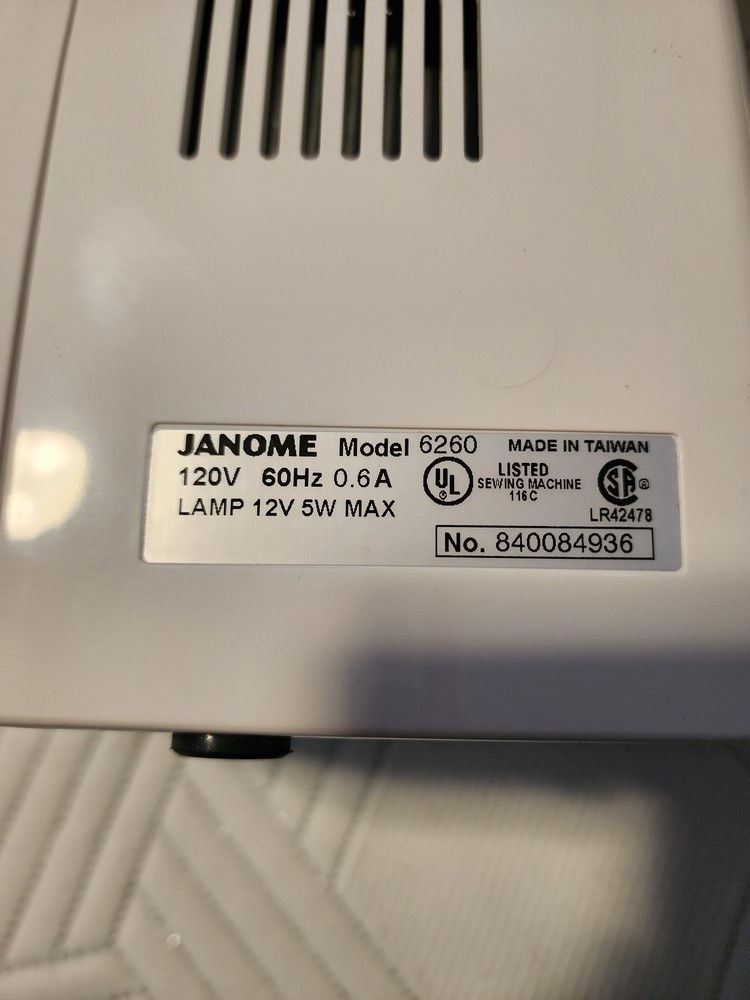 JANOME Model 6260 MADE IN TAIWAN
120V 60Hz 0.6A
LAMP 12V 5W MAX
UL ®
LISTED
SEWING MACHINE
116C
SA ®
LR42478
No. 840084936